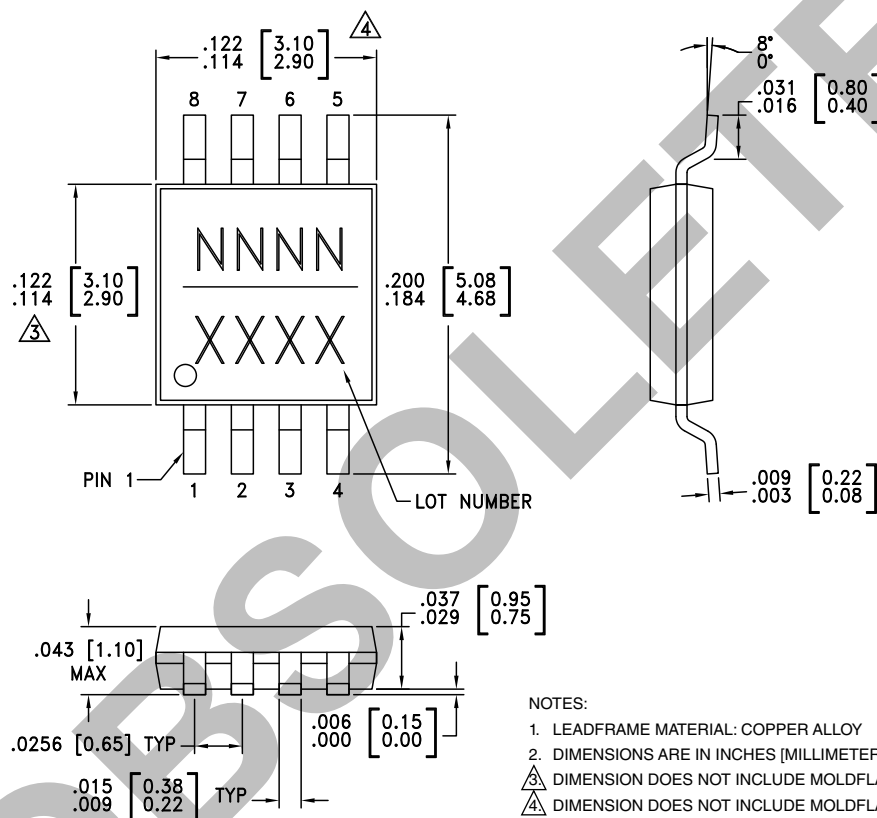 .122 [3.10]
.114 [2.90]
4
8 7 6 5
NNNN
XXXX
.122 [3.10]
.114 [2.90]
3
.200 [5.08]
.184 [4.68]
PIN 1
1 2 3 4
LOT NUMBER
8°
0°
.031 [0.80]
.016 [0.40]
.009 [0.22]
.003 [0.08]
.037 [0.95]
.029 [0.75]
.043 [1.10]
MAX
.006 [0.15]
.000 [0.00]
.0256 [0.65] TYP
.015 [0.38]
.009 [0.22] TYP
NOTES:
1. LEADFRAME MATERIAL: COPPER ALLOY
2. DIMENSIONS ARE IN INCHES [MILLIMETER
3. DIMENSION DOES NOT INCLUDE MOLDFLA
4. DIMENSION DOES NOT INCLUDE MOLDFLA
OBSOLETE